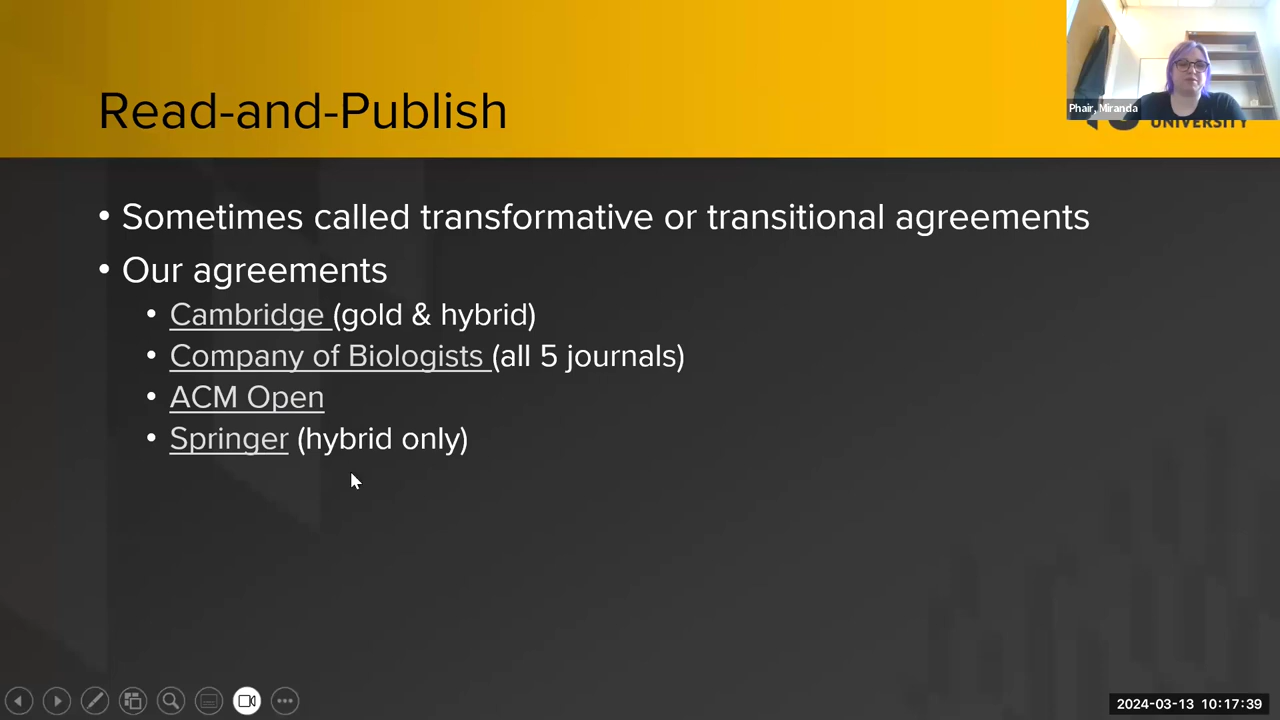 Read-and-Publish
Phair, Miranda
UNIVERSITY
• Sometimes called transformative or transitional agreements
• Our agreements
• Cambridge (gold & hybrid)
• Company of Biologists (all 5 journals)
• ACM Open
• Springer (hybrid only)
2024-03-13 10:17:39